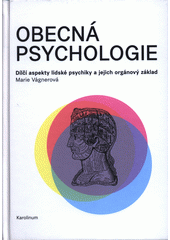 OBECNÁ
PSYCHOLOGIE
Dílčí aspekty lidské psychiky a jejich orgánový základ
Marie Vágnerová
Karolinum